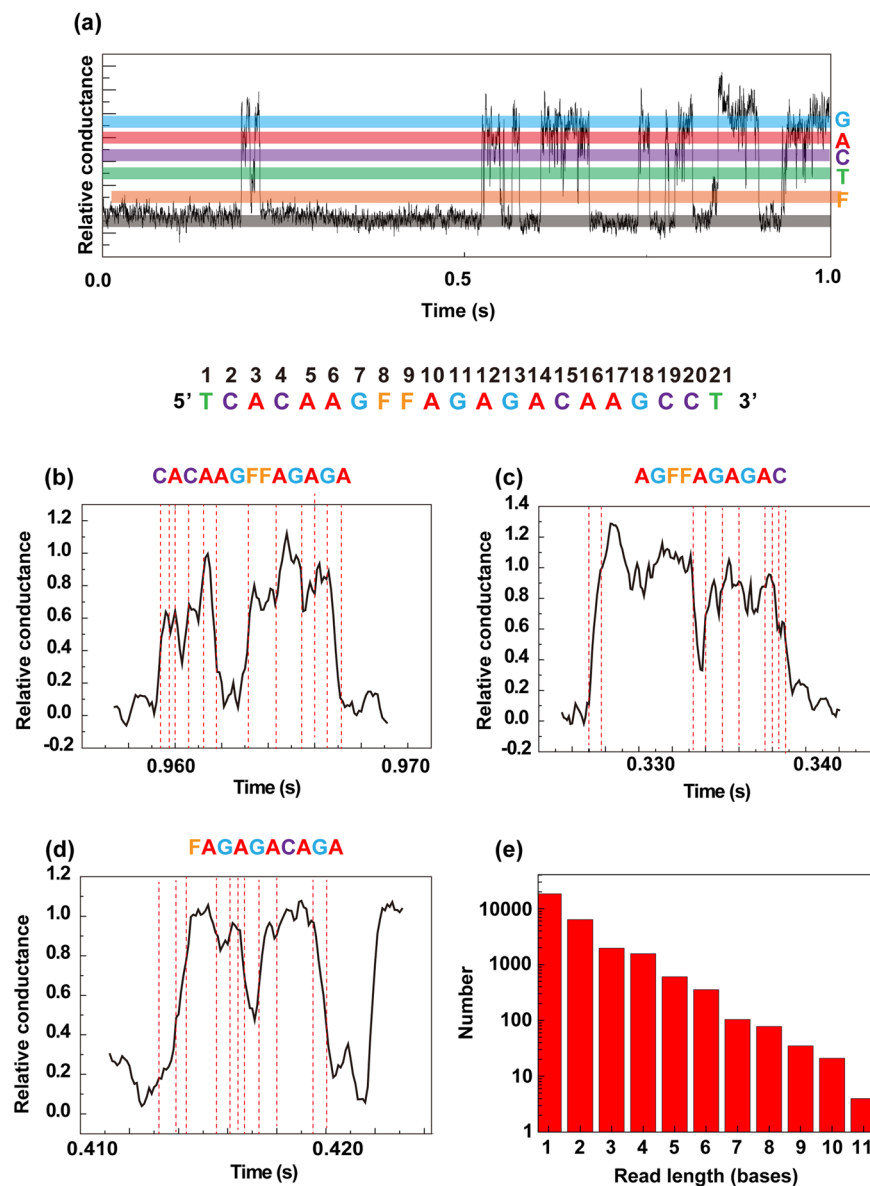 (a)
Relative conductance
G
A
C
T
F
0.0
0.5
1.0
Time (s)
1 2 3 4 5 6 7 8 9 10 11 12 13 14 15 16 17 18 19 20 21
5’ T C A C A A G F F A G A G A C A A G C C T 3’
(b)
CACAAGFFAGAGA
Relative conductance
1.2
1.0
0.8
0.6
0.4
0.2
0.0
-0.2
0.960
0.970
Time (s)
(c)
AGFFAGAGAC
Relative conductance
1.4
1.2
1.0
0.8
0.6
0.4
0.2
0.0
-0.2
0.330
0.340
Time (s)
(d)
FAGAGACAGA
Relative conductance
1.2
1.0
0.8
0.6
0.4
0.2
0.0
0.410
0.420
Time (s)
(e)
Number
10000
1000
100
10
1
1 2 3 4 5 6 7 8 9 10 11
Read length (bases)